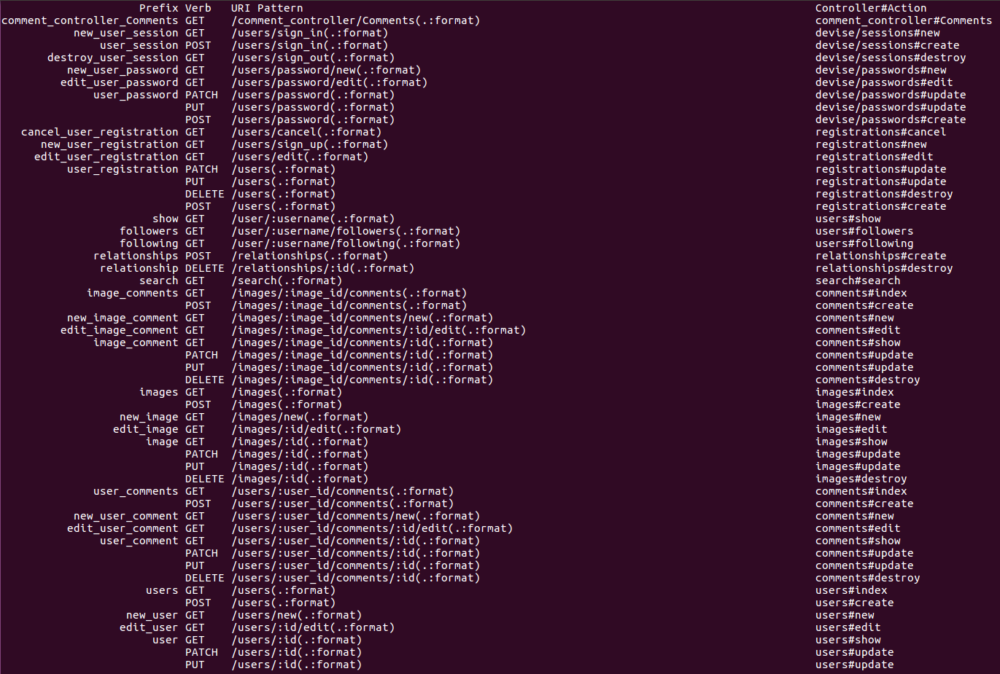 Prefix Verb URI Pattern Controller#Action
comment_controller_Comments GET /comment_controller/Comments(.:format) comment_controller#Comments
new_user_session GET /users/sign_in(.:format) devise/sessions#new
user_session POST /users/sign_in(.:format) devise/sessions#create
destroy_user_session GET /users/sign_out(.:format) devise/sessions#destroy
new_user_password GET /users/password/new(.:format) devise/passwords#new
edit_user_password GET /users/password/edit(.:format) devise/passwords#edit
user_password PATCH /users/password(.:format) devise/passwords#update
PUT /users/password(.:format) devise/passwords#update
POST /users/password(.:format) devise/passwords#create
cancel_user_registration GET /users/cancel(.:format) registrations#cancel
new_user_registration GET /users/sign_up(.:format) registrations#new
edit_user_registration GET /users/edit(.:format) registrations#edit
user_registration PATCH /users(.:format) registrations#update
PUT /users(.:format) registrations#update
DELETE /users(.:format) registrations#destroy
POST /users(.:format) registrations#create
show GET /user/:username(.:format) users#show
followers GET /user/:username/followers(.:format) users#followers
following GET /user/:username/following(.:format) users#following
relationships POST /relationships(.:format) relationships#create
relationship DELETE /relationships/:id(.:format) relationships#destroy
search GET /search(.:format) search#search
image_comments GET /images/:image_id/comments(.:format) comments#index
POST /images/:image_id/comments(.:format) comments#create
new_image_comment GET /images/:image_id/comments/new(.:format) comments#new
edit_image_comment GET /images/:image_id/comments/:id/edit(.:format) comments#edit
image_comment GET /images/:image_id/comments/:id(.:format) comments#show
PATCH /images/:image_id/comments/:id(.:format) comments#update
PUT /images/:image_id/comments/:id(.:format) comments#update
DELETE /images/:image_id/comments/:id(.:format) comments#destroy
images GET /images(.:format) images#index
POST /images(.:format) images#create
new_image GET /images/new(.:format) images#new
edit_image GET /images/:id/edit(.:format) images#edit
image GET /images/:id(.:format) images#show
PATCH /images/:id(.:format) images#update
PUT /images/:id(.:format) images#update
DELETE /images/:id(.:format) images#destroy
user_comments GET /users/:user_id/comments(.:format) comments#index
POST /users/:user_id/comments(.:format) comments#create
new_user_comment GET /users/:user_id/comments/new(.:format) comments#new
edit_user_comment GET /users/:user_id/comments/:id/edit(.:format) comments#edit
user_comment GET /users/:user_id/comments/:id(.:format) comments#show
PATCH /users/:user_id/comments/:id(.:format) comments#update
PUT /users/:user_id/comments/:id(.:format) comments#update
DELETE /users/:user_id/comments/:id(.:format) comments#destroy
users GET /users(.:format) users#index
POST /users(.:format) users#create
new_user GET /users/new(.:format) users#new
edit_user GET /users/:id/edit(.:format) users#edit
user GET /users/:id(.:format) users#show
PATCH /users/:id(.:format) users#update
PUT /users/:id(.:format) users#update